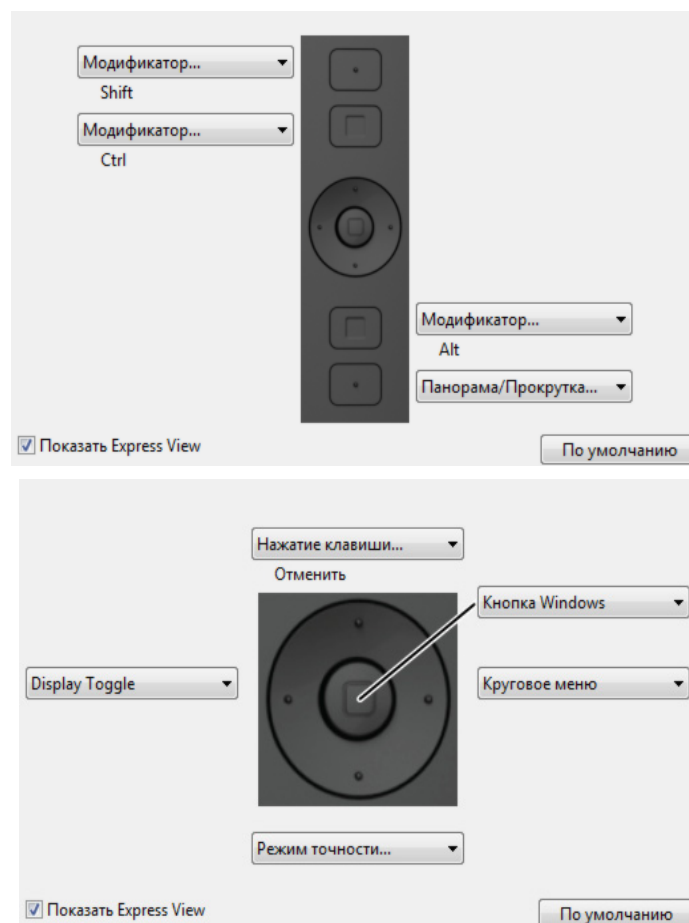 Модификатор...
Shift
Модификатор...
Ctrl
Модификатор...
Alt
Панорама/Прокрутка...
Показать Express View
По умолчанию
Нажатие клавиши...
Отменить
Кнопка Windows
Display Toggle
Круговое меню
Режим точности...
Показать Express View
По умолчанию